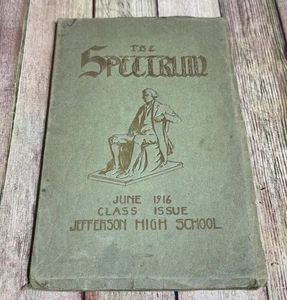 THE
SPECTRUM
JUNE 1916
CLASS ISSUE
JEFFERSON HIGH SCHOOL